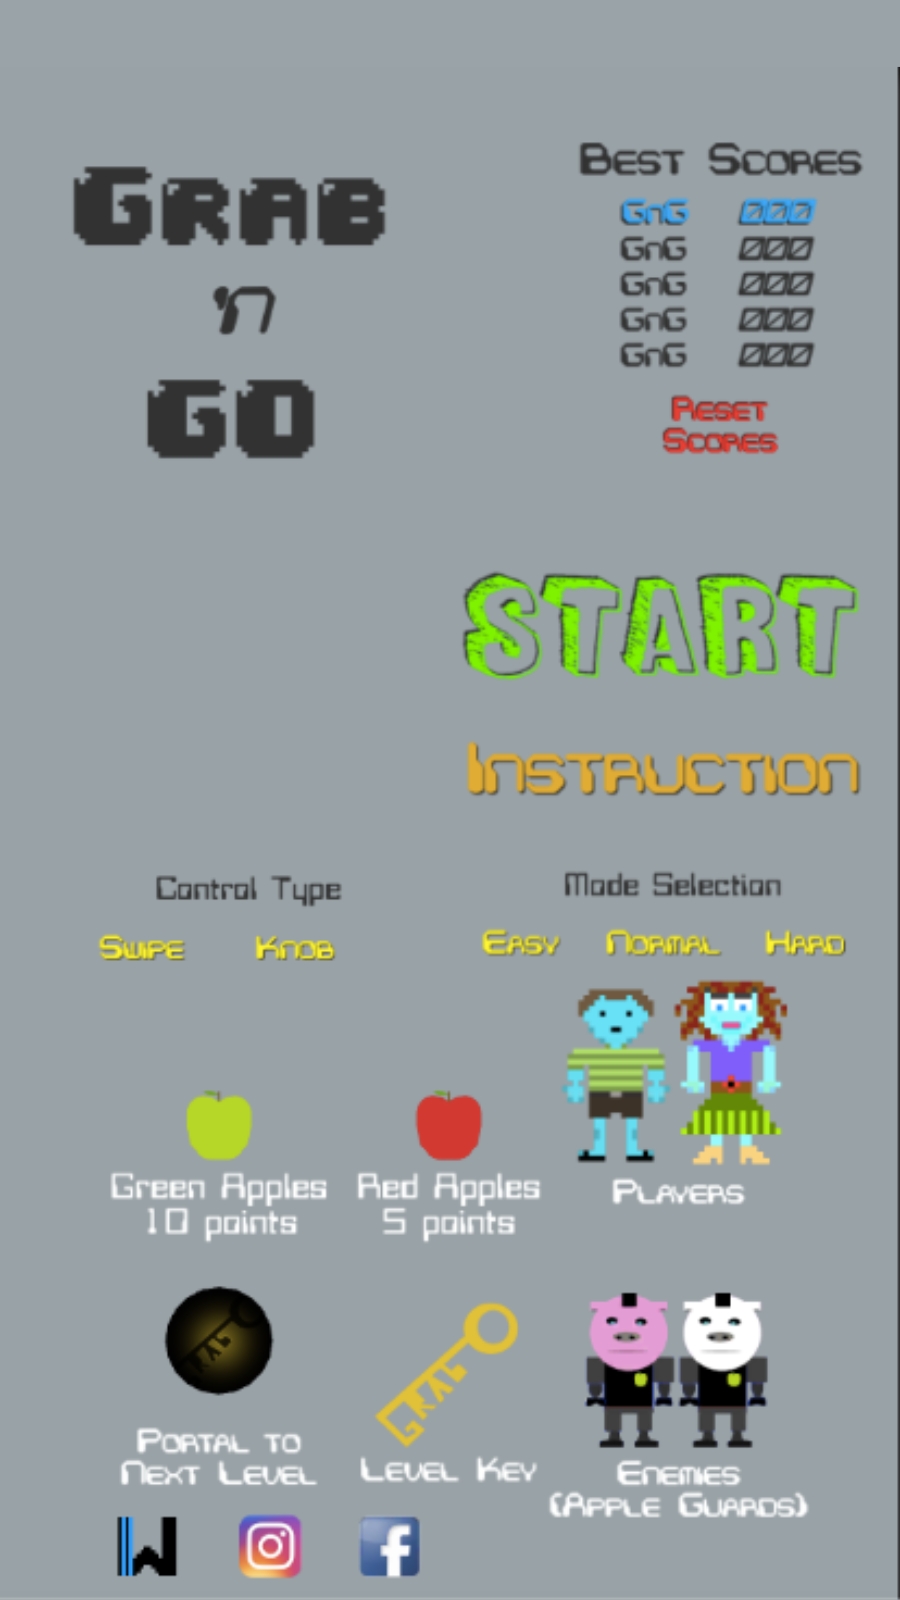 Grab
'n
GO
Best Scores
GnG 000
GnG 000
GnG 000
GnG 000
GnG 000
Reset
Scores
START
Instruction
Control Type
Swipe Knob
Mode Selection
Easy Normal Hard
Green Apples
10 points
Red Apples
5 points
Players
Portal to
Next Level
GRAL
Level Key
Enemies
(Apple Guards)
W
f